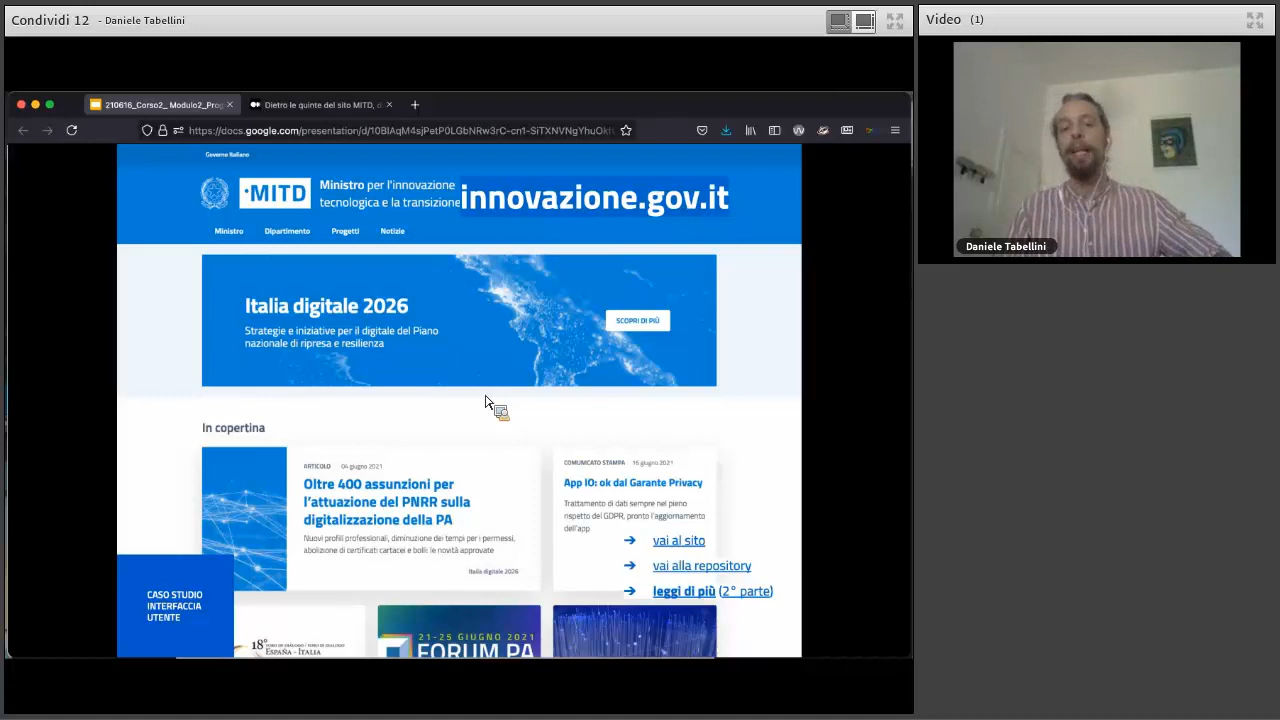 Condividi 12 - Daniele Tabellini
Video (1)
210616_Corso2_ Modulo2_Prog
Dietro le quinte del sito MITD, d
https://docs.google.com/presentation/d/10BIAqM4sjPetP0LGbNRw3rC-cn1-SiTXNVNgYhuOkf
Governo Italiano
·MITD
Ministro per l'innovazione
tecnologica e la transizione
innovazione.gov.it
Ministro Dipartimento Progetti Notizie
Italia digitale 2026
Strategie e iniziative per il digitale del Piano
nazionale di ripresa e resilienza
SCOPRI DI PIÙ
In copertina
ARTICOLO 04 giugno 2021
Oltre 400 assunzioni per
l'attuazione del PNRR sulla
digitalizzazione della PA
Nuovi profili professionali, diminuzione dei tempi per i permessi,
abolizione di certificati cartacei e bolli: le novità approvate
Italia digitale 2026
COMUNICATO STAMPA 16 giugno 2021
App IO: ok dal Garante Privacy
Trattamento di dati sempre nel pieno
rispetto del GDPR, pronto l'aggiornamento
dell'app
→ vai al sito
→ vai alla repository
→ leggi di più (2° parte)
CASO STUDIO
INTERFACCIA
UTENTE
18°
ESPAÑA - ITALIA
21-25 GIUGNO 2021
FORUM PA
Daniele Tabellini